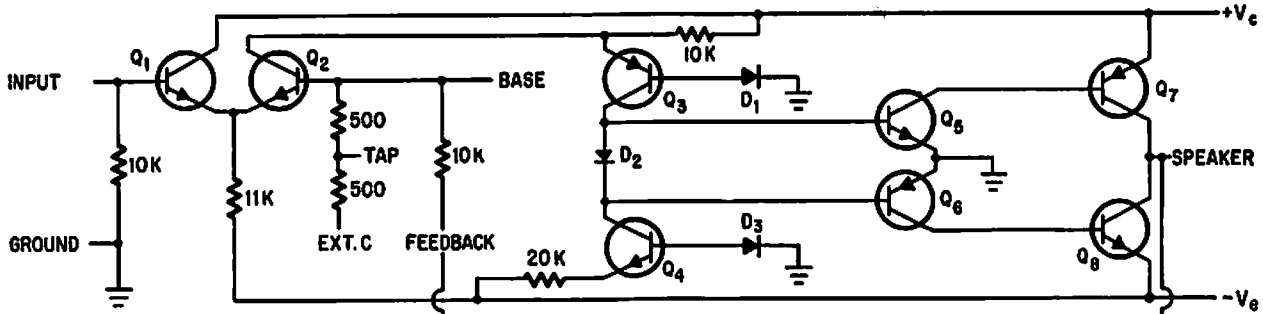 +Vc
10K
Q1
Q2
INPUT
BASE
Q3
D1
Q7
500
Q5
10K
TAP
10K
D2
SPEAKER
11K
500
Q6
GROUND
EXT. C
FEEDBACK
D3
20K
Q4
Q8
-Ve